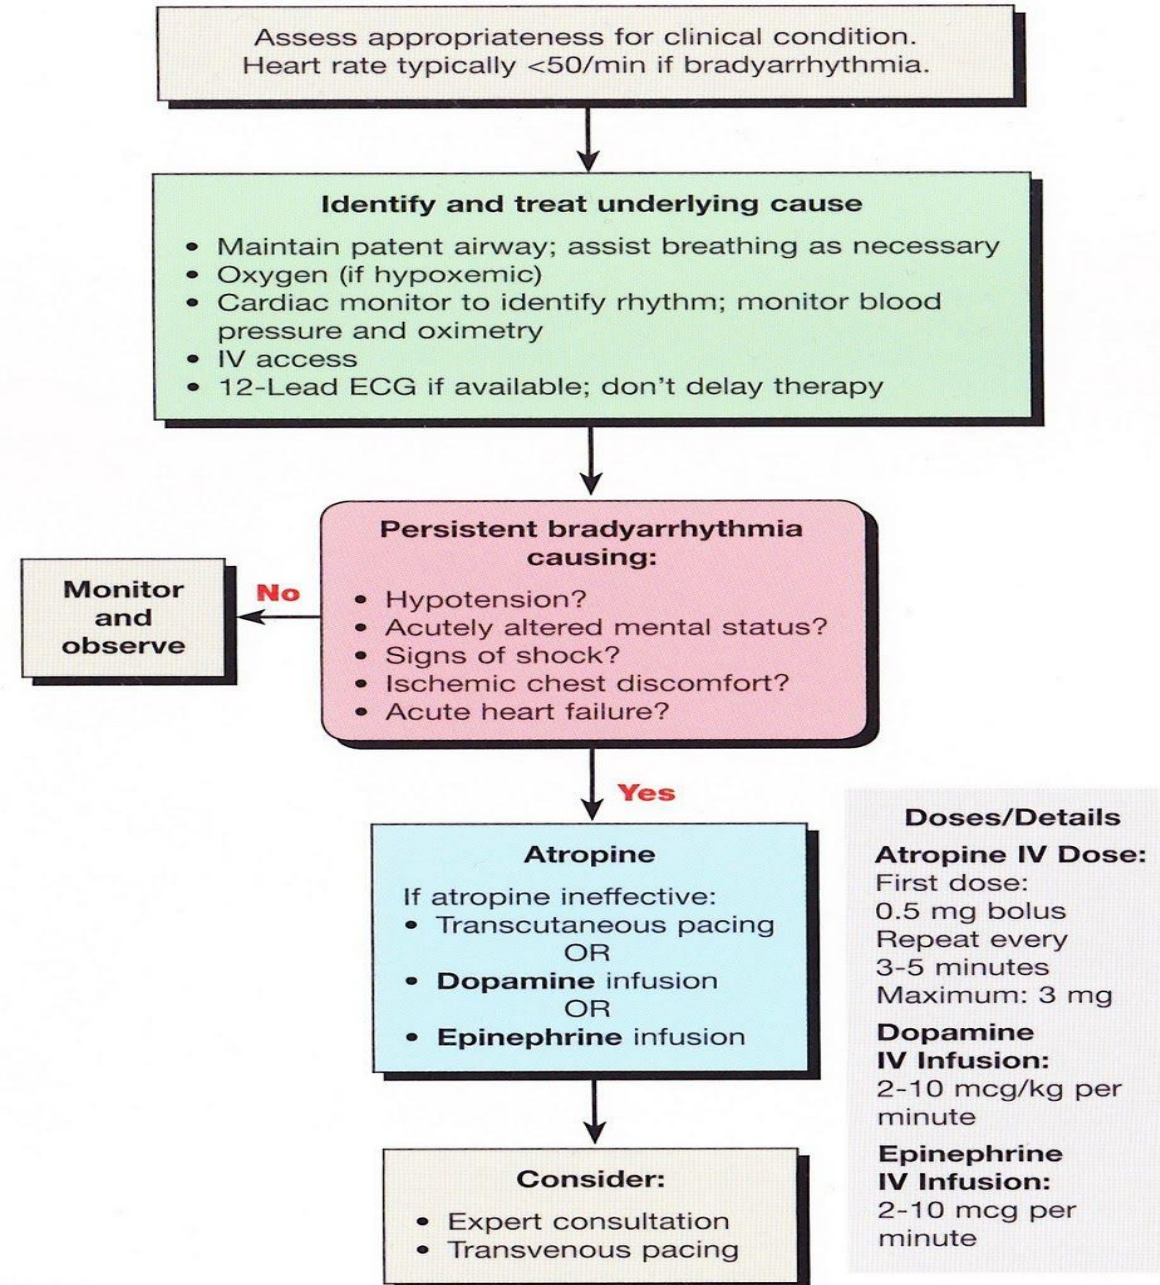 Assess appropriateness for clinical condition.
Heart rate typically <50/min if bradyarrhythmia.
Identify and treat underlying cause
• Maintain patent airway; assist breathing as necessary
• Oxygen (if hypoxemic)
• Cardiac monitor to identify rhythm; monitor blood
pressure and oximetry
• IV access
• 12-Lead ECG if available; don't delay therapy
Persistent bradyarrhythmia
causing:
• Hypotension?
• Acutely altered mental status?
• Signs of shock?
• Ischemic chest discomfort?
• Acute heart failure?
No
Monitor
and
observe
Yes
Atropine
If atropine ineffective:
• Transcutaneous pacing
OR
• Dopamine infusion
OR
• Epinephrine infusion
Consider:
• Expert consultation
• Transvenous pacing
Doses/Details
Atropine IV Dose:
First dose:
0.5 mg bolus
Repeat every
3-5 minutes
Maximum: 3 mg
Dopamine
IV Infusion:
2-10 mcg/kg per
minute
Epinephrine
IV Infusion:
2-10 mcg per
minute